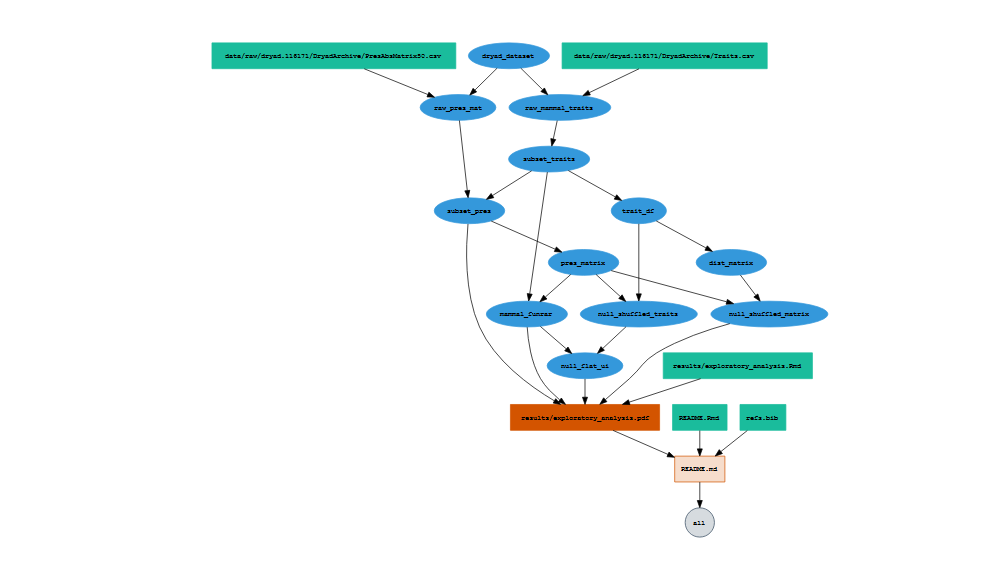 data/raw/dryad.116171/DryadArchive/PresAbsMatrix50.csv
dryad_dataset
data/raw/dryad.116171/DryadArchive/Traits.csv
raw_pres_mat
raw_mammal_traits
subset_traits
subset_pres
trait_df
pres_matrix
dist_matrix
mammal_funrar
null_shuffled_traits
null_shuffled_matrix
null_flat_ui
results/exploratory_analysis.Rmd
results/exploratory_analysis.pdf
README.Rmd
refs.bib
README.md
all